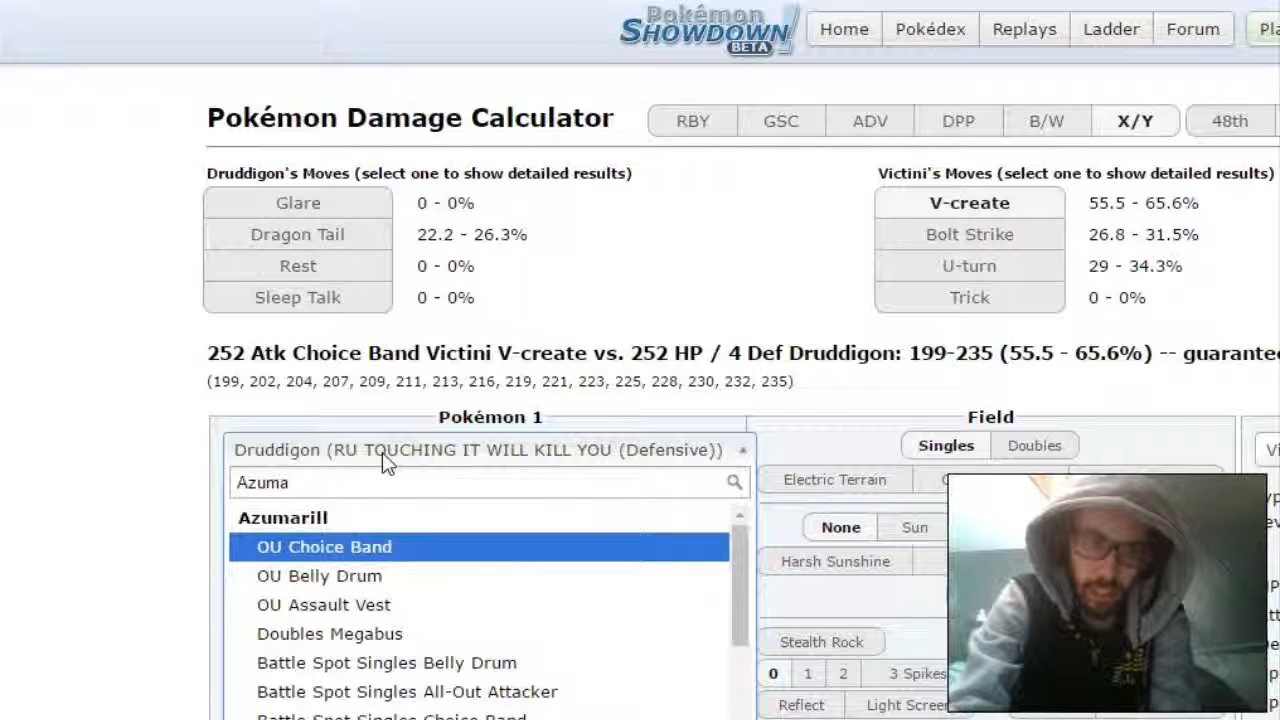 Pokémon
SHOWDOWN!
BETA
Home Pokédex Replays Ladder Forum Pla
Pokémon Damage Calculator RBY GSC ADV DPP B/W X/Y 48th
Druddigon's Moves (select one to show detailed results) Victini's Moves (select one to show detailed results)
Glare 0 - 0% V-create 55.5 - 65.6%
Dragon Tail 22.2 - 26.3% Bolt Strike 26.8 - 31.5%
Rest 0 - 0% U-turn 29 - 34.3%
Sleep Talk 0 - 0% Trick 0 - 0%
252 Atk Choice Band Victini V-create vs. 252 HP / 4 Def Druddigon: 199-235 (55.5 - 65.6%) -- guarantee
(199, 202, 204, 207, 209, 211, 213, 216, 219, 221, 223, 225, 228, 230, 232, 235)
Pokémon 1 Field
Druddigon (RU TOUCHING IT WILL KILL YOU (Defensive)) Singles Doubles Vi
Azuma Electric Terrain
Azumarill
OU Choice Band None Sun
OU Belly Drum Harsh Sunshine
OU Assault Vest
Doubles Megabus Stealth Rock
Battle Spot Singles Belly Drum 0 1 2 3 Spikes
Battle Spot Singles All-Out Attacker Reflect Light Screen
Battle Spot Singles Choice Band